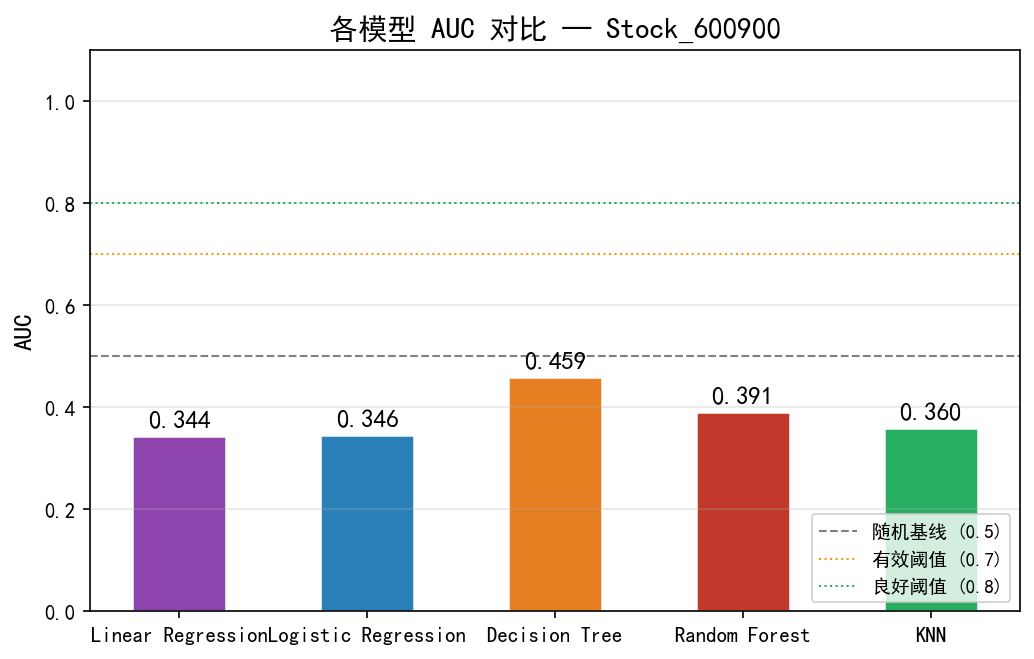 各模型 AUC 对比 — Stock_600900
AUC
1.0
0.8
0.6
0.4
0.2
0.0
0.344
0.346
0.459
0.391
0.360
随机基线 (0.5)
有效阈值 (0.7)
良好阈值 (0.8)
Linear Regression
Logistic Regression
Decision Tree
Random Forest
KNN